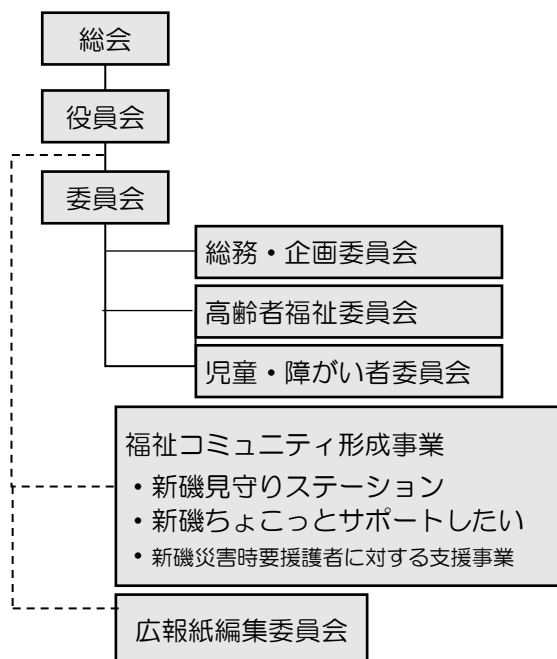 総会
役員会
委員会
総務・企画委員会
高齢者福祉委員会
児童・障がい者委員会
福祉コミュニティ形成事業
・新磯見守りステーション
・新磯ちょこっとサポートしたい
・新磯災害時要援護者に対する支援事業
広報紙編集委員会